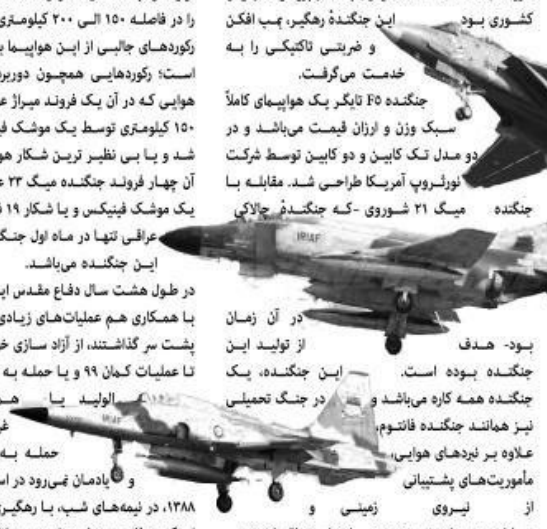 کشوری بود این جنگندهٔ رهگیر، بمب افکن
و ضربتی تاکتیکی را به
خدمت می‌گرفت.
جنگنده F5 تایگر یک هواپیمای کاملاً
سبک وزن و ارزان قیمت می‌باشد و در
دو مدل تک کابین و دو کابین توسط شرکت
نورثروپ آمریکا طراحی شد. مقابله با
جنگنده میگ ۲۱ شوروی -که جنگندهٔ چالاکی
در آن زمان
بود- هدف از تولید این
جنگنده بوده است. این جنگنده، یک
جنگنده همه کاره می‌باشد و در جنگ تحمیلی
نیز همانند جنگنده فانتوم،
علاوه بر نبردهای هوایی،
مأموریت‌های پشتیبانی
از نیروی زمینی و
را در فاصله ۱۵۰ الی ۲۰۰ کیلومتری
رکوردهای جالبی از این هواپیما
است؛ رکوردهایی همچون دوربرد
هوایی که در آن یک فروند میراژ
۱۵۰ کیلومتری توسط یک موشک
شد و یا بی نظیر ترین شکار
آن چهار فروند جنگنده میگ ۲۳
یک موشک فینیکس و یا شکار ۱۹
عراقی تنها در ماه اول
این جنگنده می‌باشد.
در طول هشت سال دفاع مقدس
با همکاری هم عملیات‌های زیادی
پشت سر گذاشتند، از آزاد سازی
تا عملیات کمان ۹۹ و یا حمله به
الولید یا
حمله به
و یادمان نمی‌رود در
۱۳۸۸، در نیمه‌های شب، با
IRIAF